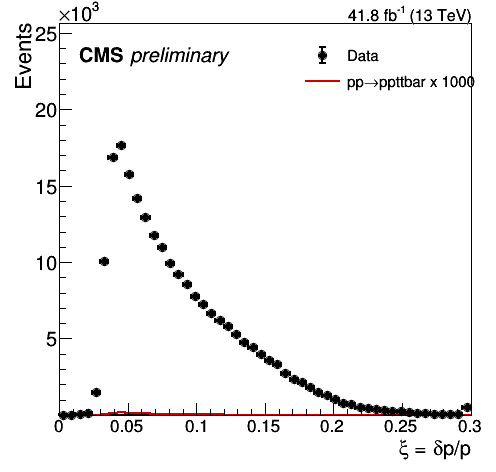 ×10³
41.8 fb⁻¹ (13 TeV)
Events
25
20
15
10
5
CMS preliminary
Data
pp→ppttbar x 1000
0
0.05
0.1
0.15
0.2
0.25
0.3
ξ = δp/p